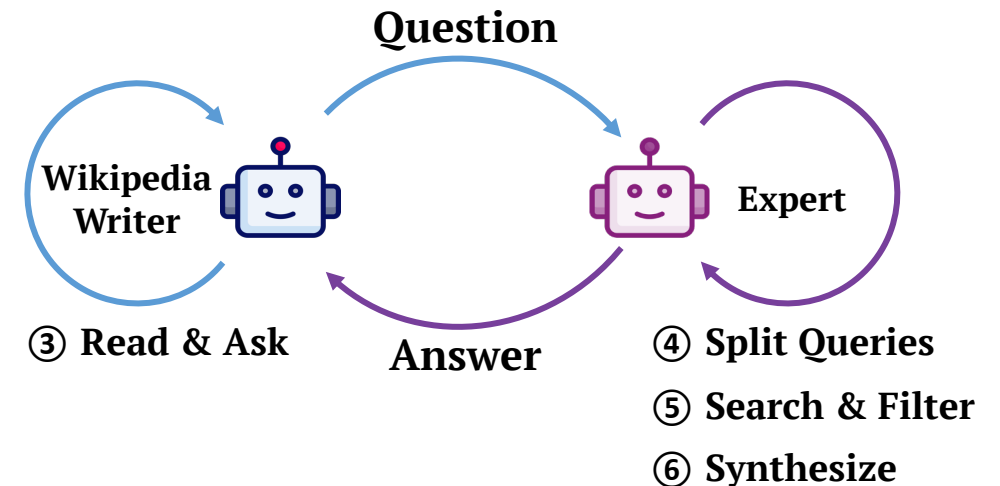 Question
Wikipedia
Writer
Expert
③ Read & Ask
Answer
④ Split Queries
⑤ Search & Filter
⑥ Synthesize